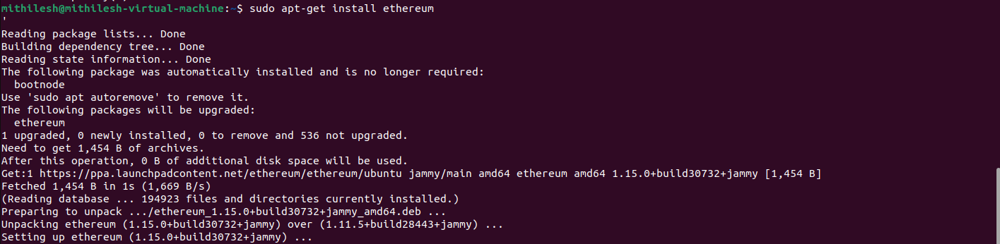 mithilesh@mithilesh-virtual-machine:~$ sudo apt-get install ethereum
'
Reading package lists... Done
Building dependency tree... Done
Reading state information... Done
The following package was automatically installed and is no longer required:
  bootnode
Use 'sudo apt autoremove' to remove it.
The following packages will be upgraded:
  ethereum
1 upgraded, 0 newly installed, 0 to remove and 536 not upgraded.
Need to get 1,454 B of archives.
After this operation, 0 B of additional disk space will be used.
Get:1 https://ppa.launchpadcontent.net/ethereum/ethereum/ubuntu jammy/main amd64 ethereum amd64 1.15.0+build30732+jammy [1,454 B]
Fetched 1,454 B in 1s (1,669 B/s)
(Reading database ... 194923 files and directories currently installed.)
Preparing to unpack .../ethereum_1.15.0+build30732+jammy_amd64.deb ...
Unpacking ethereum (1.15.0+build30732+jammy) over (1.11.5+build28443+jammy) ...
Setting up ethereum (1.15.0+build30732+jammy) ...